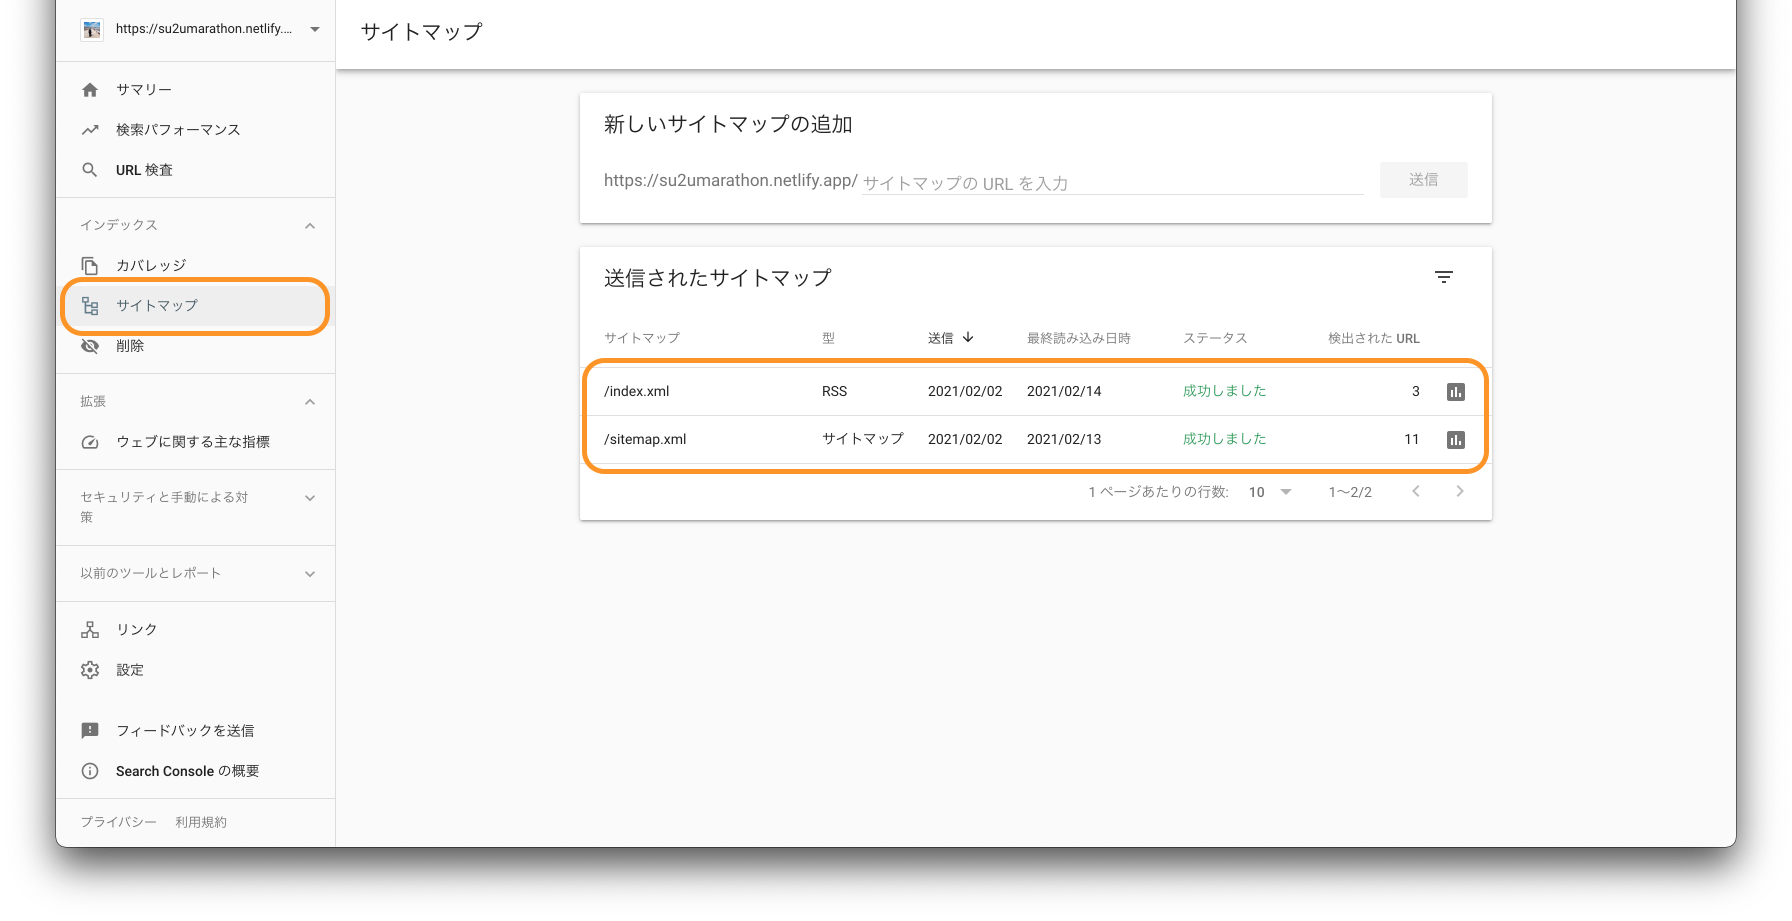 https://su2umarathon.netlify....
サマリー
検索パフォーマンス
URL 検査
インデックス
カバレッジ
サイトマップ
削除
拡張
ウェブに関する主な指標
セキュリティと手動による対
策
以前のツールとレポート
リンク
設定
フィードバックを送信
Search Console の概要
プライバシー 利用規約
サイトマップ
新しいサイトマップの追加
https://su2umarathon.netlify.app/ サイトマップの URL を入力 送信
送信されたサイトマップ
サイトマップ 型 送信 最終読み込み日時 ステータス 検出された URL
/index.xml RSS 2021/02/02 2021/02/14 成功しました 3
/sitemap.xml サイトマップ 2021/02/02 2021/02/13 成功しました 11
1 ページあたりの行数: 10 1～2/2